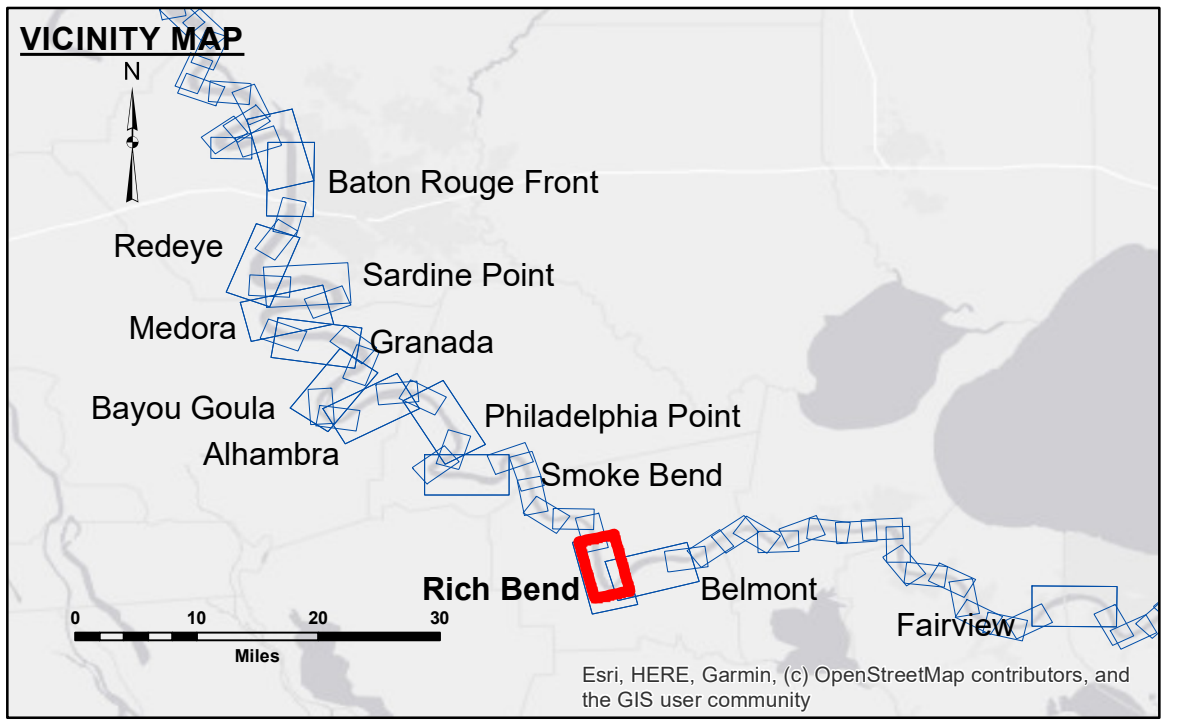 VICINITY MAP
N
Baton Rouge Front
Redeye
Sardine Point
Medora
Granada
Bayou Goula
Philadelphia Point
Alhambra
Smoke Bend
Rich Bend
Belmont
Fairview
0 10 20 30
Miles
Esri, HERE, Garmin, (c) OpenStreetMap contributors, and
the GIS user community